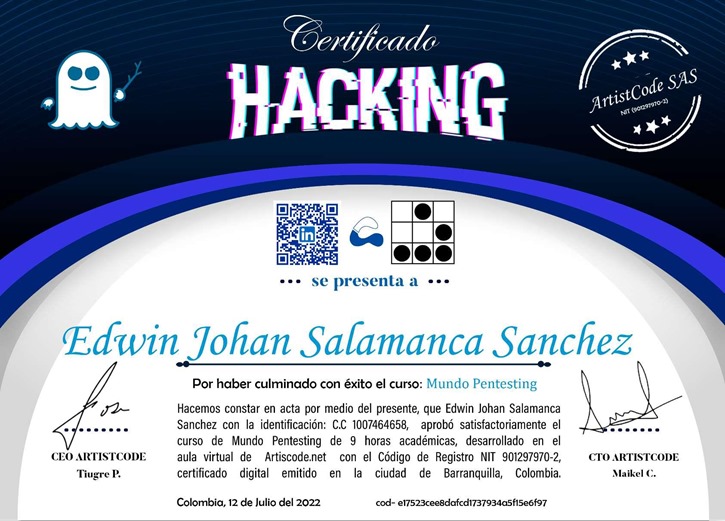 Certificado
HACKING
ArtistCode SAS
NIT (901297970-2)
in
••• se presenta a •••
Edwin Johan Salamanca Sanchez
Por haber culminado con éxito el curso: Mundo Pentesting
Hacemos constar en acta por medio del presente, que Edwin Johan Salamanca
Sanchez con la identificación: C.C 1007464658, aprobó satisfactoriamente el
curso de Mundo Pentesting de 9 horas académicas, desarrollado en el
aula virtual de Artiscode.net con el Código de Registro NIT 901297970-2,
certificado digital emitido en la ciudad de Barranquilla, Colombia.
CEO ARTISTCODE
Tiugre P.
CTO ARTISTCODE
Maikel C.
Colombia, 12 de Julio del 2022 cod- e17523cee8dafcd1737934a5f15e6f97